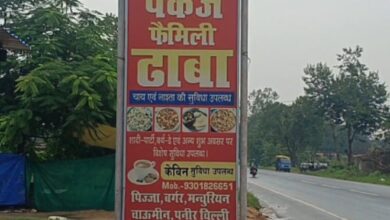 पंकज
फैमिली
ढाबा
चाय एवं नाश्ता की सुविधा उपलब्ध
शादी-पार्टी, बर्थ-डे एवं अन्य शुभ अवसर पर
विशेष सुविधा उपलब्ध।
केबिन सुविधा उपलब्ध
Mob.-9301826651
पिज्जा, बर्गर, मन्चुरियन
चाऊमीन, पनीर चिल्ली